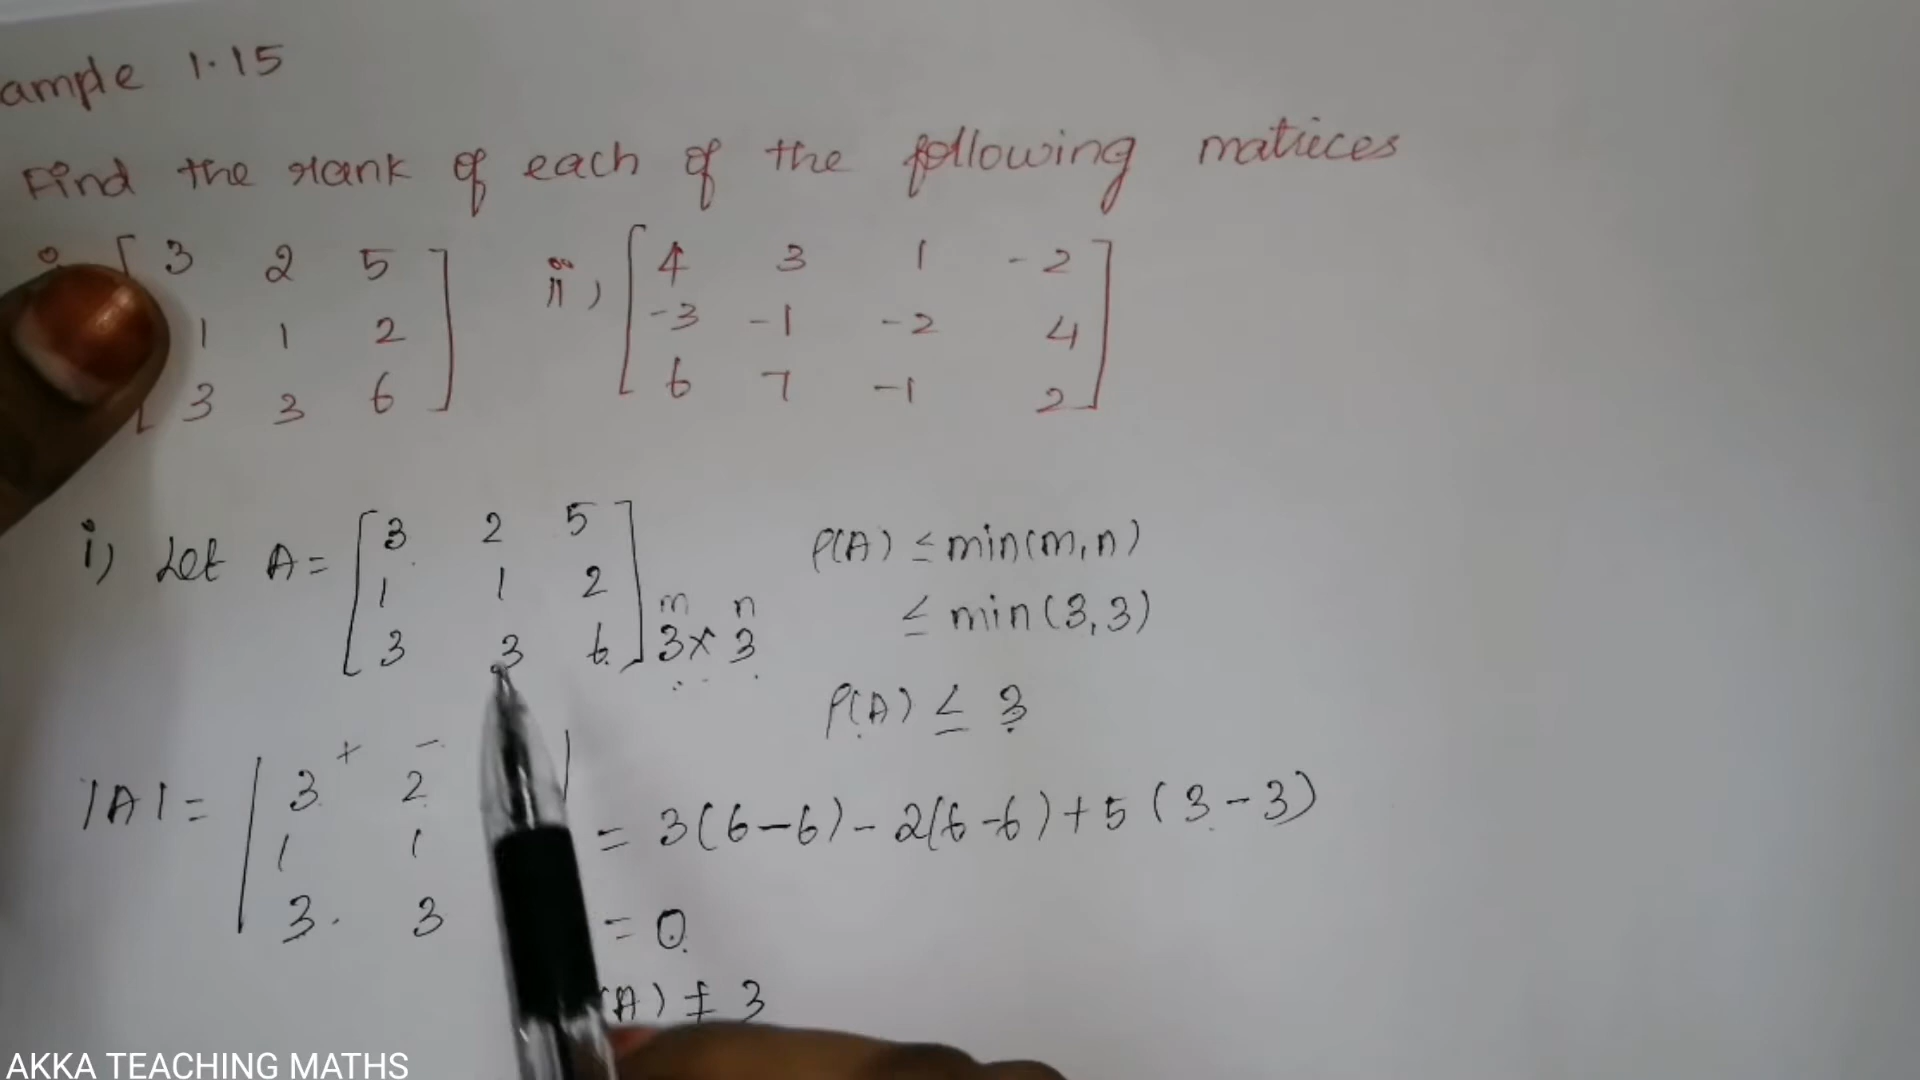 ample 1.15
Find the rank of each of the following matrices
3 2 5
1 1 2
3 3 6
ii) 4 3 1 -2
-3 -1 -2 4
6 7 -1 2
i) Let A = [3 2 5
1 1 2
3 3 6] 3×3
m n
ρ(A) ≤ min(m,n)
≤ min(3,3)
ρ(A) ≤ 3
|A| = 3 + 2 - = 3(6-6) - 2(6-6) + 5(3-3)
1 1
3 3 = 0
(A) ≠ 3
AKKA TEACHING MATHS